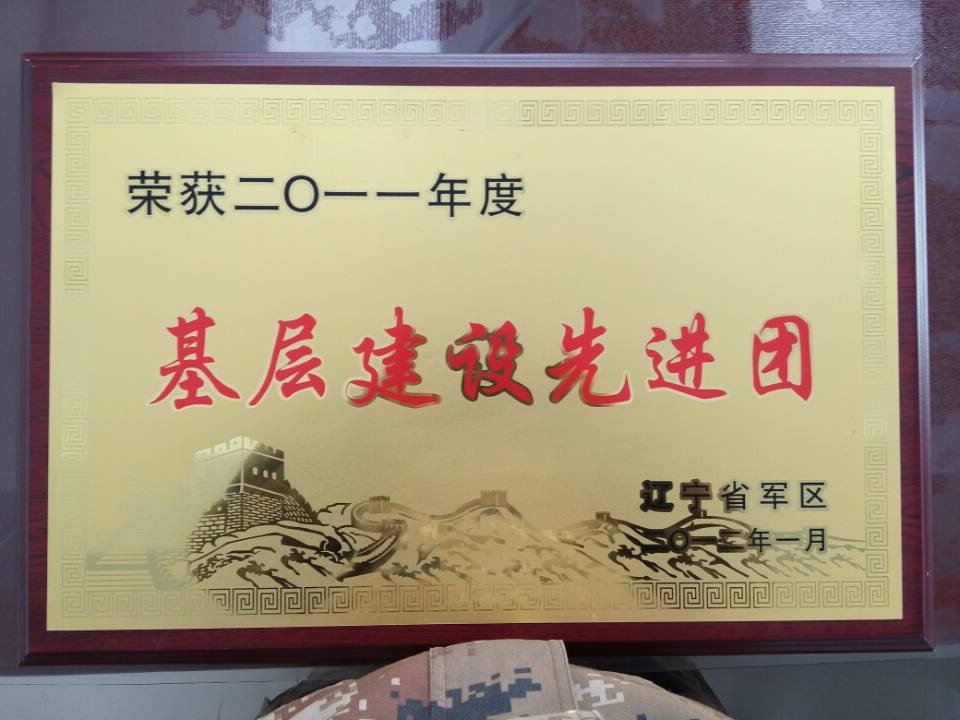 荣获二〇一一年度
基层建设先进团
辽宁省军区
二〇一二年一月